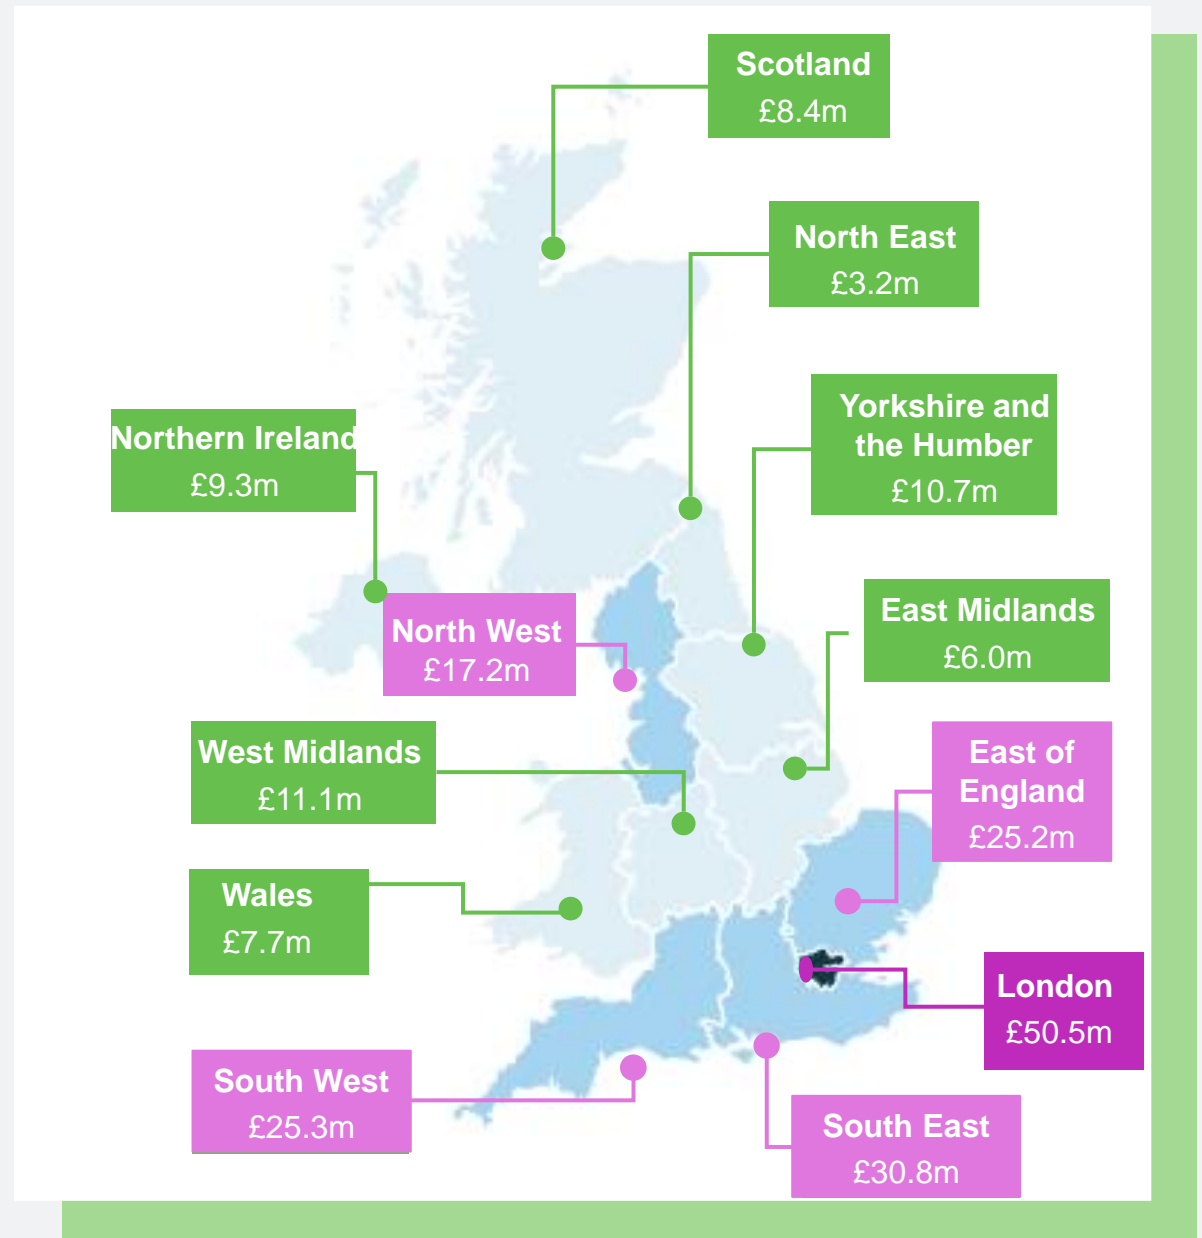 Scotland
£8.4m
North East
£3.2m
Yorkshire and
the Humber
£10.7m
Northern Ireland
£9.3m
East Midlands
£6.0m
North West
£17.2m
West Midlands
£11.1m
East of
England
£25.2m
Wales
£7.7m
London
£50.5m
South West
£25.3m
South East
£30.8m